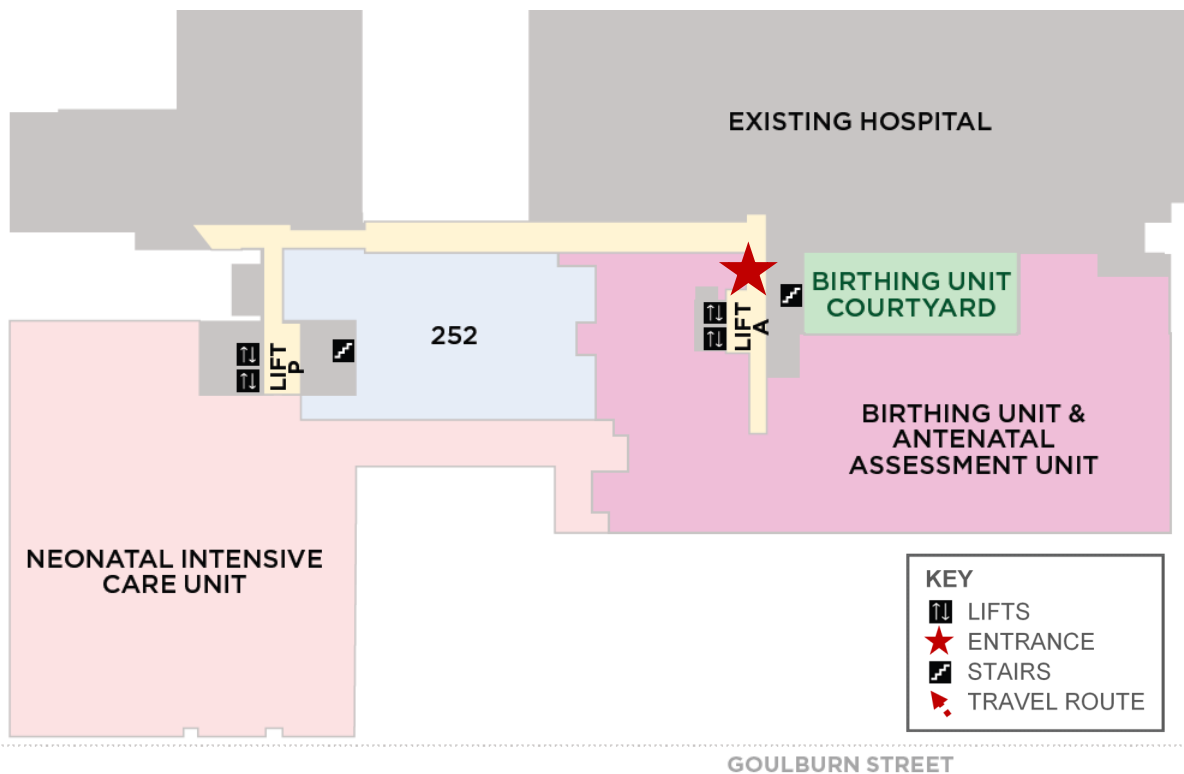 EXISTING HOSPITAL
BIRTHING UNIT
COURTYARD
LIFT
A
252
LIFT
P
BIRTHING UNIT &
ANTENATAL
ASSESSMENT UNIT
NEONATAL INTENSIVE
CARE UNIT
KEY
LIFTS
ENTRANCE
STAIRS
TRAVEL ROUTE
GOULBURN STREET